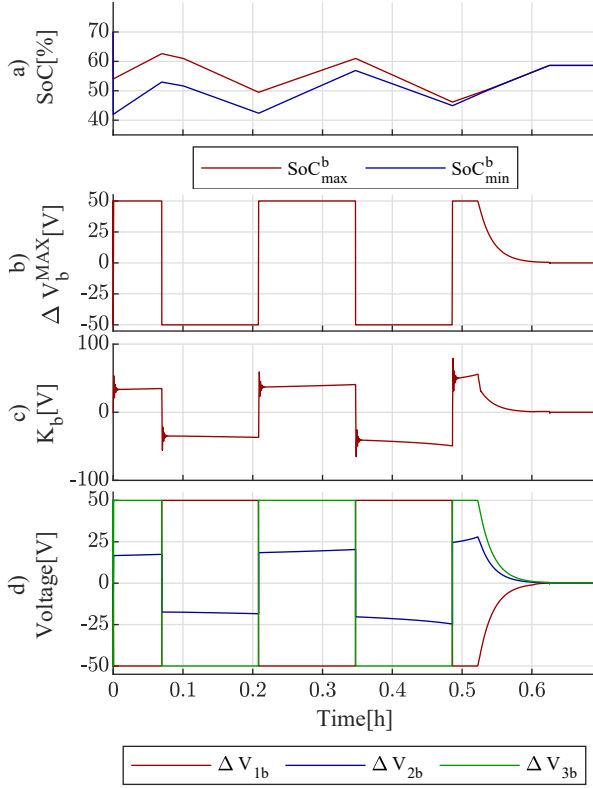 a)
SoC[%]
70
60
50
40
SoC^b_max SoC^b_min
b)
Δ V_b^MAX[V]
50
25
0
-25
-50
c)
K_b[V]
100
0
-100
d)
Voltage[V]
50
25
0
-25
-50
0 0.1 0.2 0.3 0.4 0.5 0.6
Time[h]
Δ V_1b Δ V_2b Δ V_3b